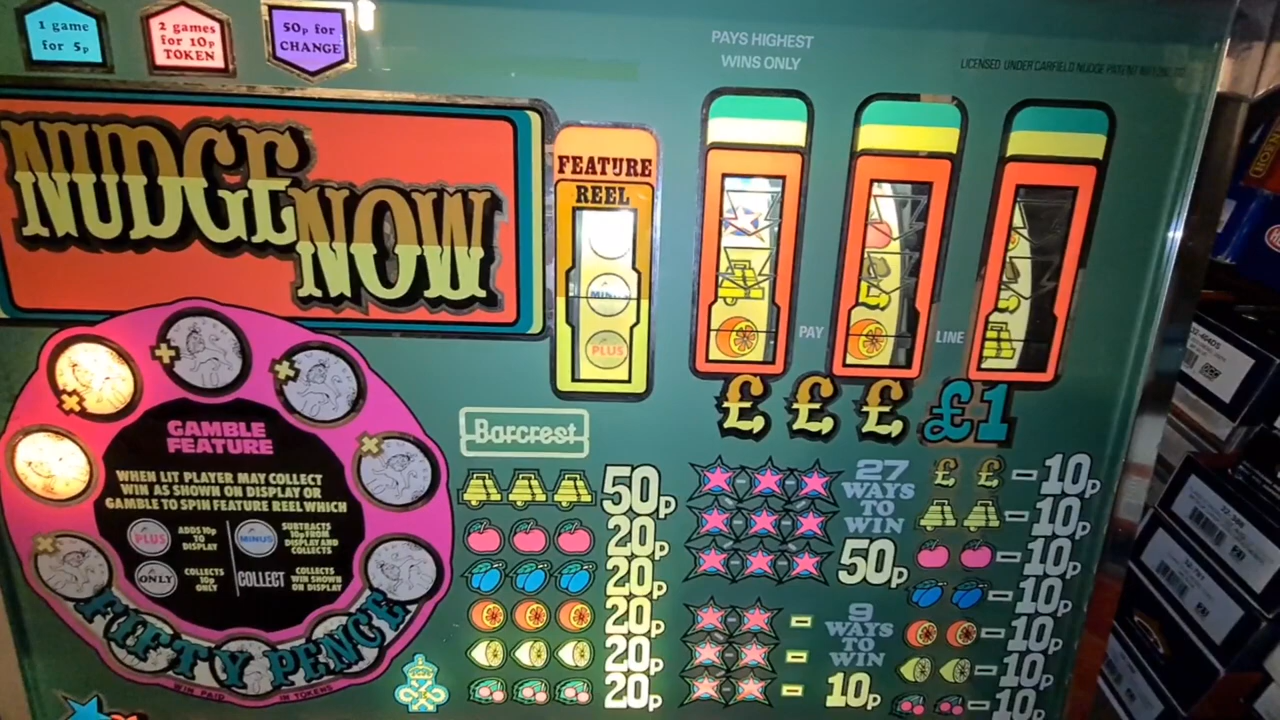 1 game
for 5p
2 games
for 10p
TOKEN
50p for
CHANGE
PAYS HIGHEST
WINS ONLY
LICENSED UNDER CARFIELD NUDGE PATENT
NUDGE
NOW
FEATURE
REEL
MINUS
PLUS
PAY
LINE
£ £ £ £1
Barcrest
GAMBLE
FEATURE
WHEN LIT PLAYER MAY COLLECT
WIN AS SHOWN ON DISPLAY OR
GAMBLE TO SPIN FEATURE REEL WHICH
PLUS
ADDS 10p
TO
DISPLAY
MINUS
SUBTRACTS
10p FROM
DISPLAY AND
COLLECTS
ONLY
COLLECTS
10p
ONLY
COLLECT
COLLECTS
WIN SHOWN
ON DISPLAY
FIFTY PENCE
WIN PAID IN TOKENS
50p
20p
20p
20p
20p
20p
27
WAYS
TO
WIN
50p
9
WAYS
TO
WIN
10p
£ £ - 10p
- 10p
- 10p
- 10p
- 10p
- 10p
- 10p